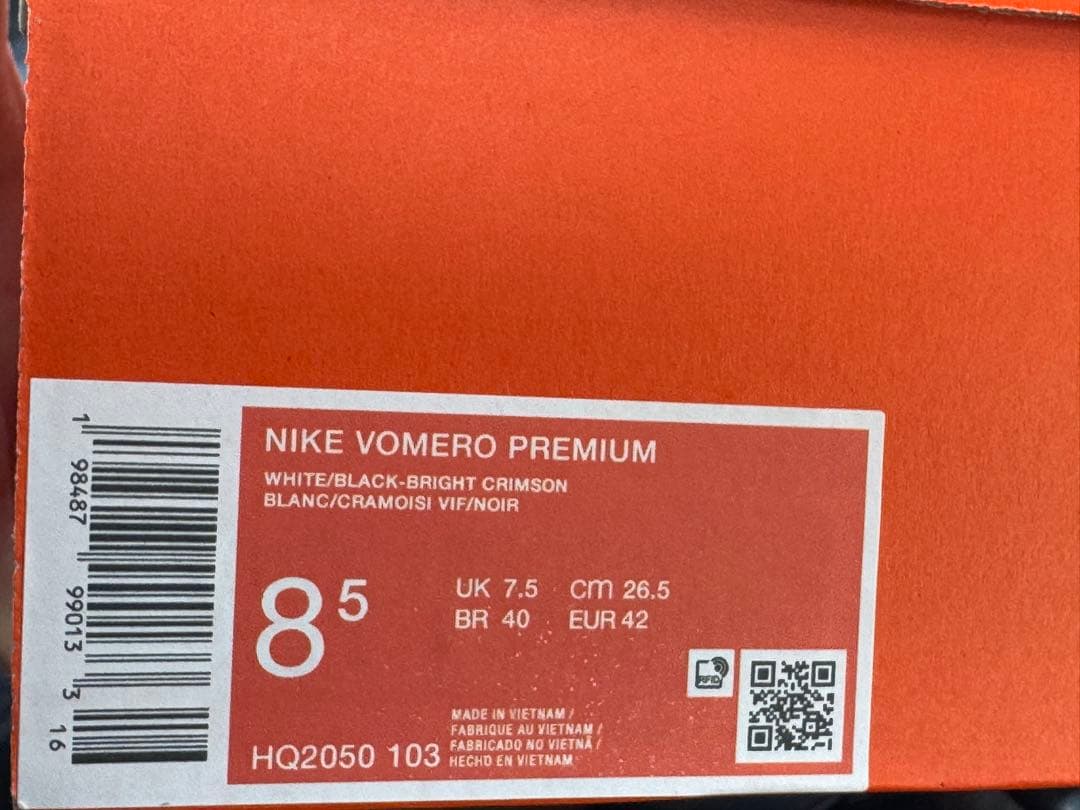 NIKE VOMERO PREMIUM
WHITE/BLACK-BRIGHT CRIMSON
BLANC/CRAMOISI VIF/NOIR
8 5
UK 7.5 cm 26.5
BR 40 EUR 42
RFID
MADE IN VIETNAM /
FABRIQUE AU VIETNAM /
FABRICADO NO VIETNÃ /
HECHO EN VIETNAM
HQ2050 103
1 98487 99013 3 16